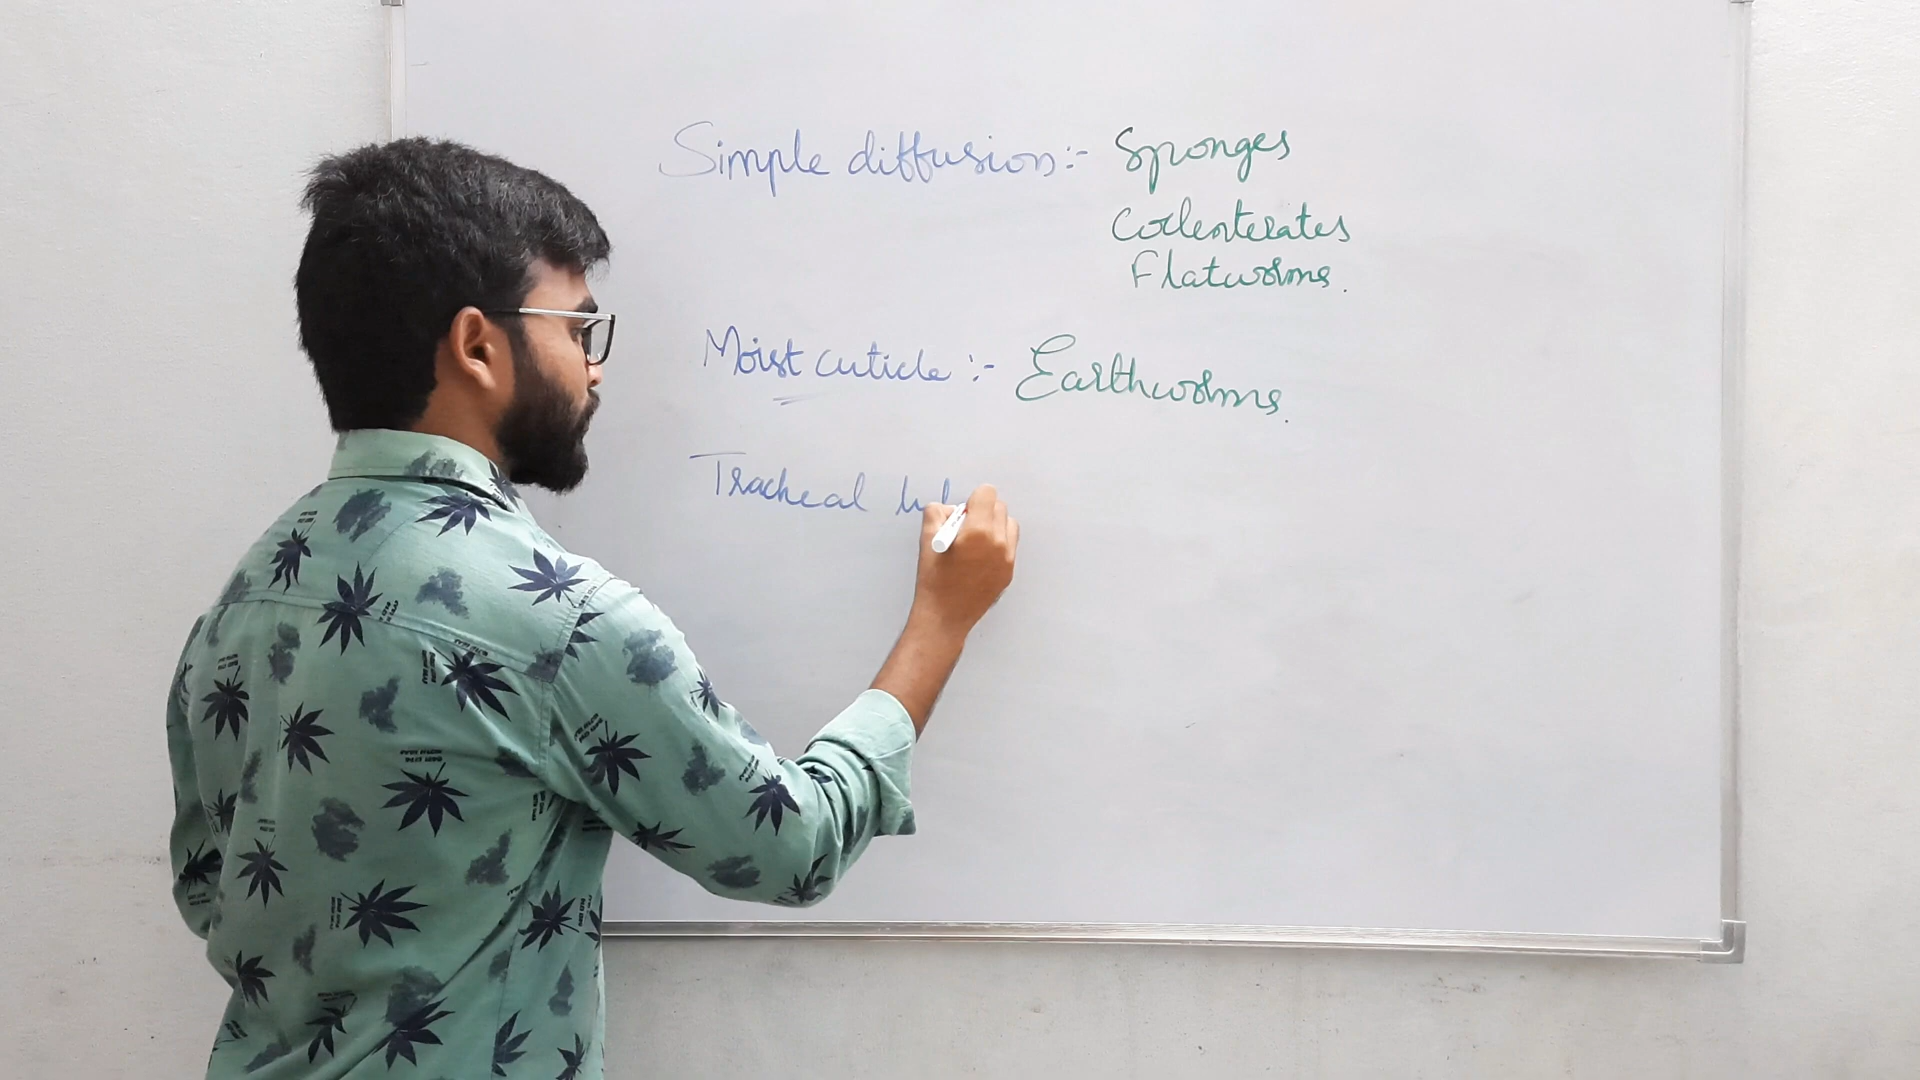 Simple diffusion:- Sponges
Coelenterates
Flatworms.
Moist cuticle :- Earthworms.
Tracheal